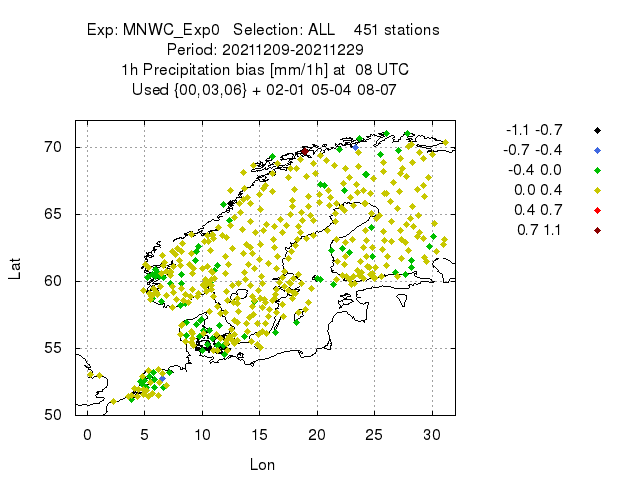 Exp: MNWC_Exp0 Selection: ALL 451 stations
Period: 20211209-20211229
1h Precipitation bias [mm/1h] at 08 UTC
Used {00,03,06} + 02-01 05-04 08-07
-1.1 -0.7
-0.7 -0.4
-0.4 0.0
0.0 0.4
0.4 0.7
0.7 1.1
70
65
60
55
50
Lat
0 5 10 15 20 25 30
Lon